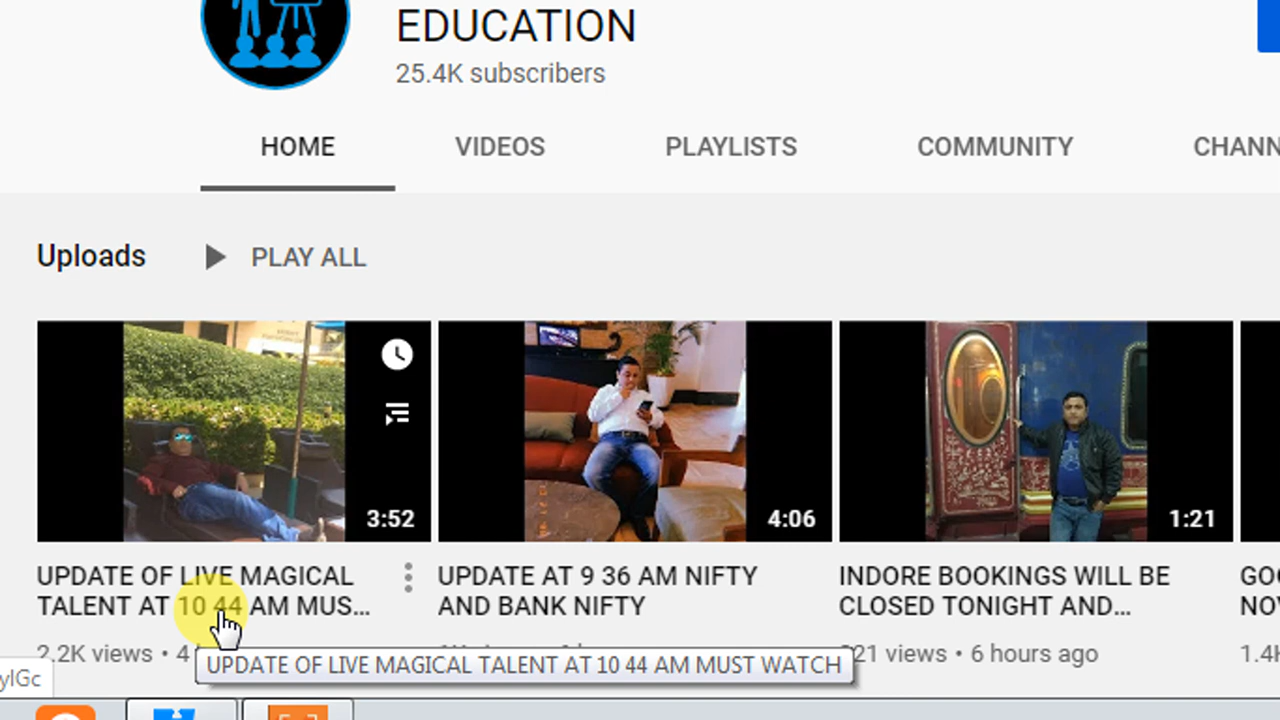 EDUCATION
25.4K subscribers
HOME VIDEOS PLAYLISTS COMMUNITY CHANN
Uploads PLAY ALL
3:52 4:06 1:21
UPDATE OF LIVE MAGICAL
TALENT AT 10 44 AM MUS...
UPDATE AT 9 36 AM NIFTY
AND BANK NIFTY
INDORE BOOKINGS WILL BE
CLOSED TONIGHT AND...
GO
NOV
2.2K views • 4
21 views • 6 hours ago
1.4K
UPDATE OF LIVE MAGICAL TALENT AT 10 44 AM MUST WATCH
ylGc